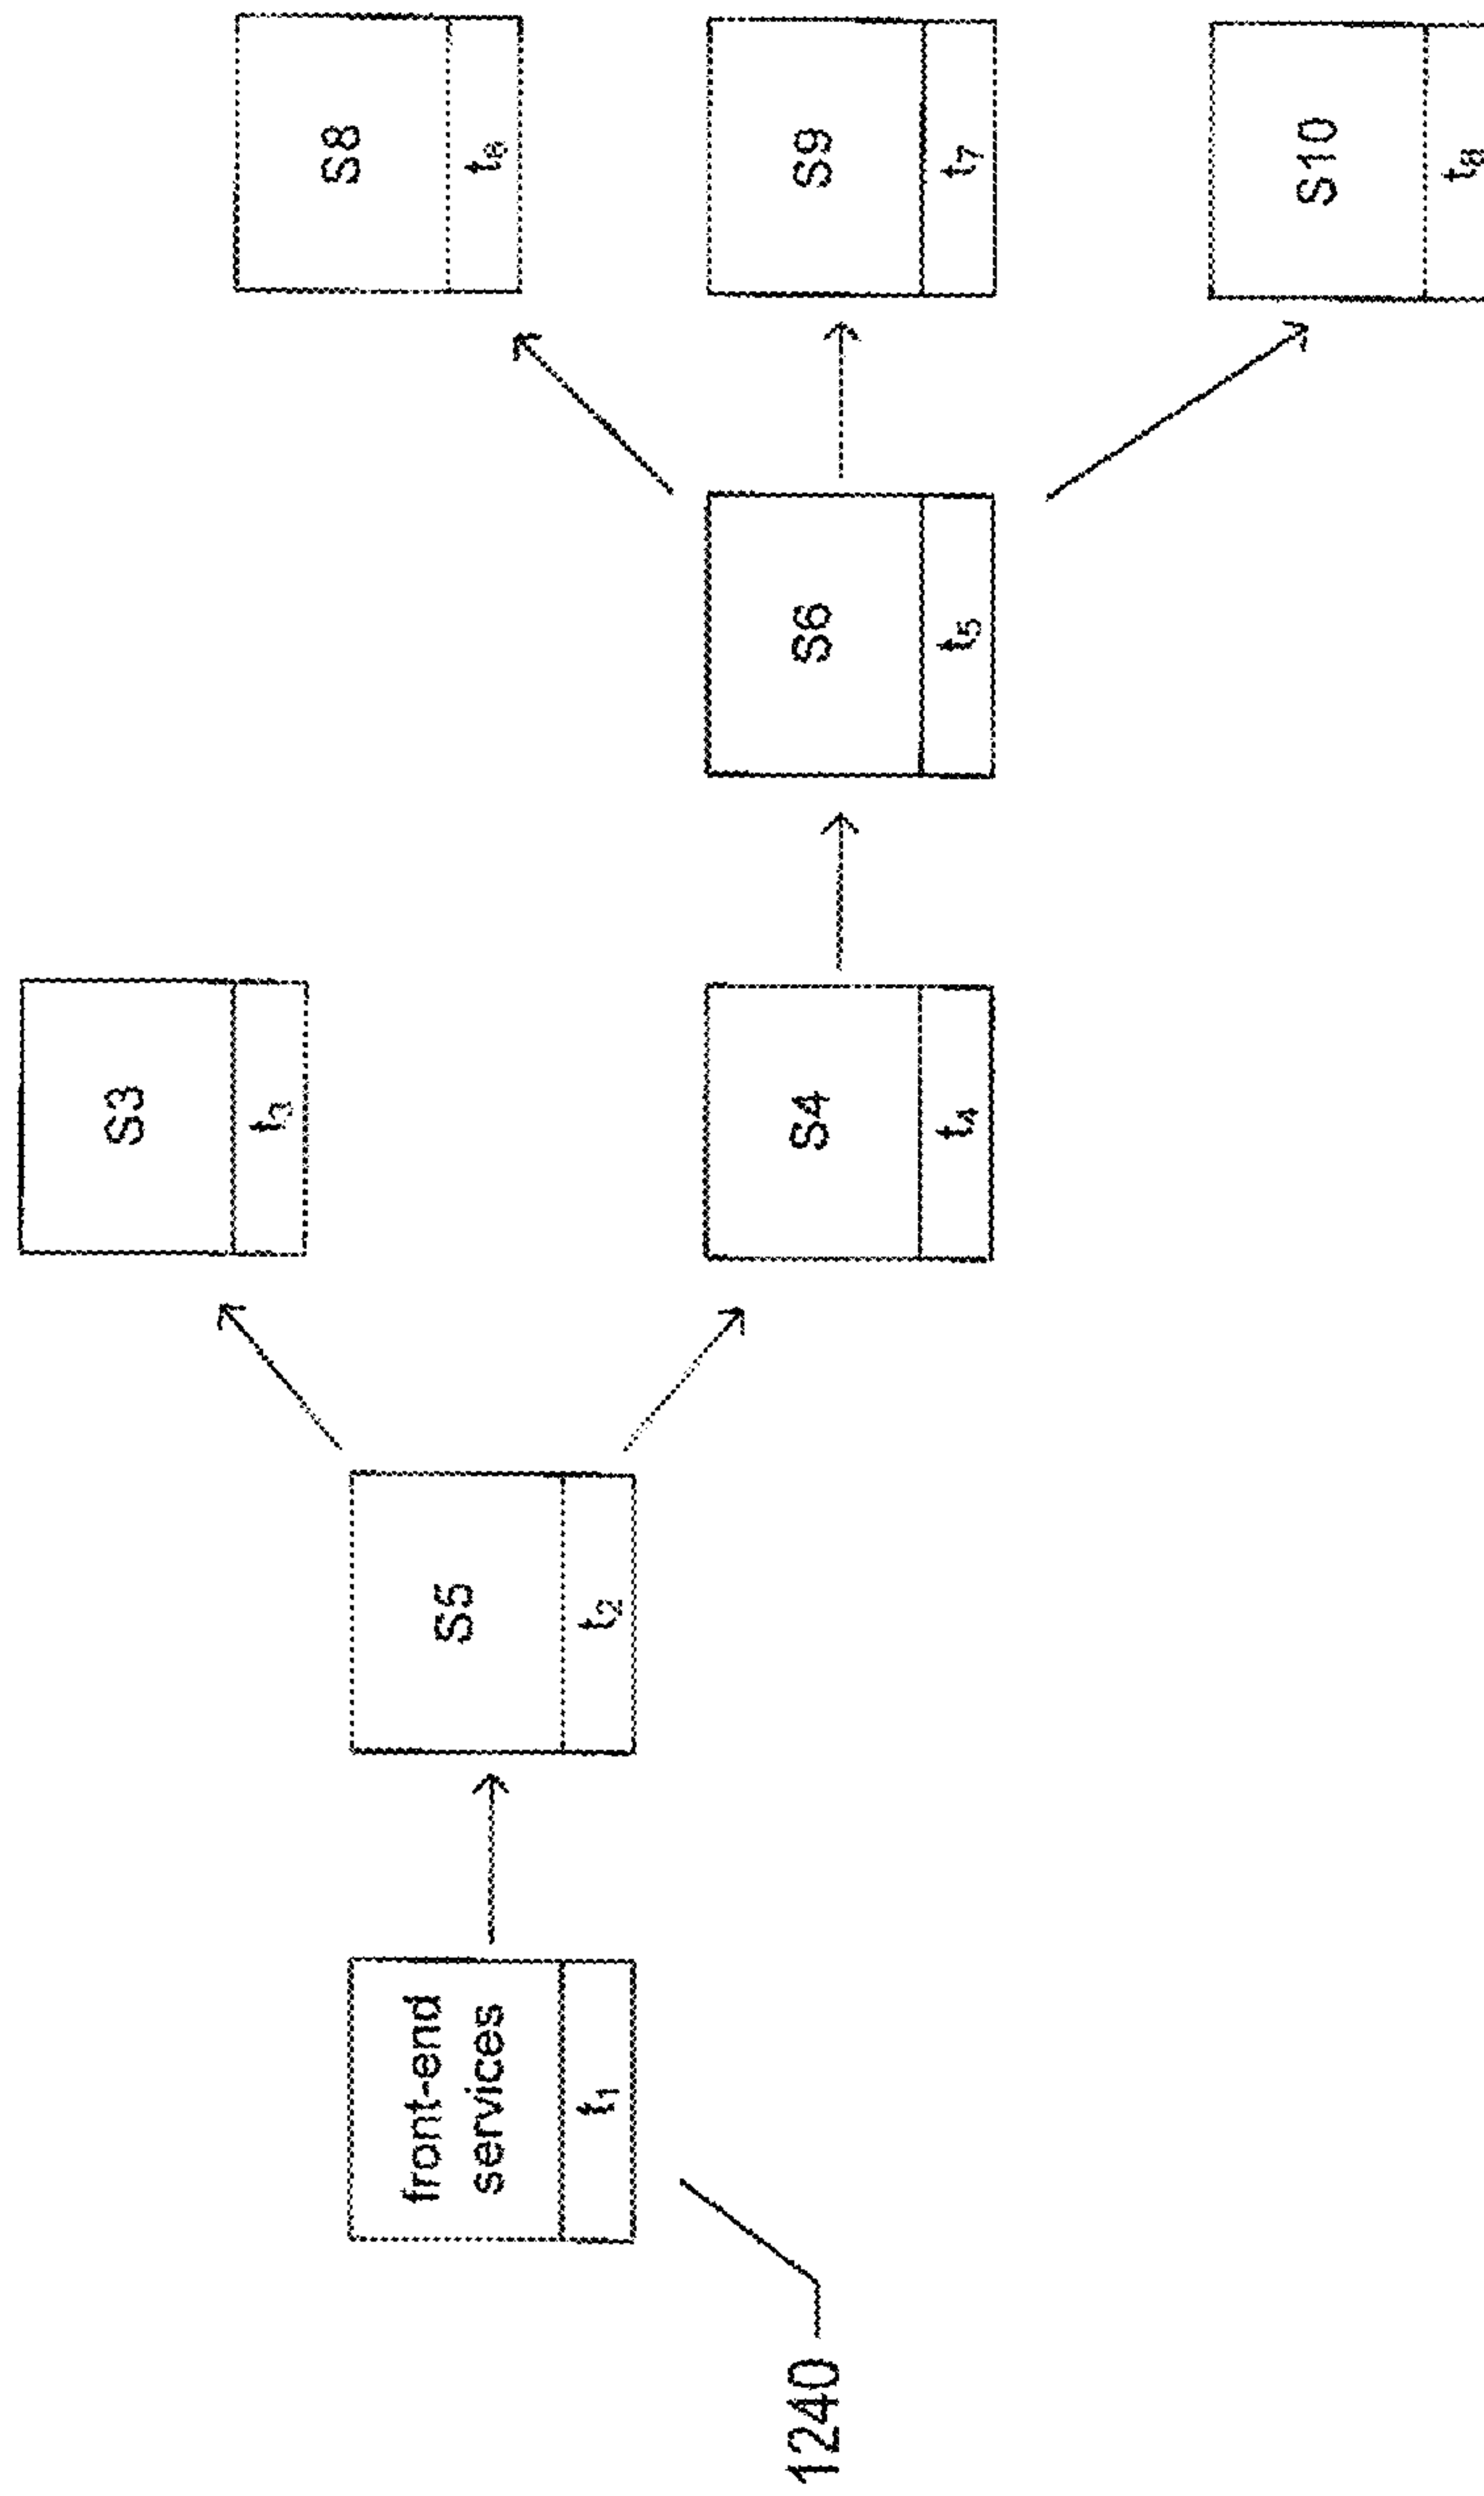 front-end
services
t1
S5
t2
S3
t3
S4
t4
S6
t5
S8
t6
S9
t7
S10
t8
1240